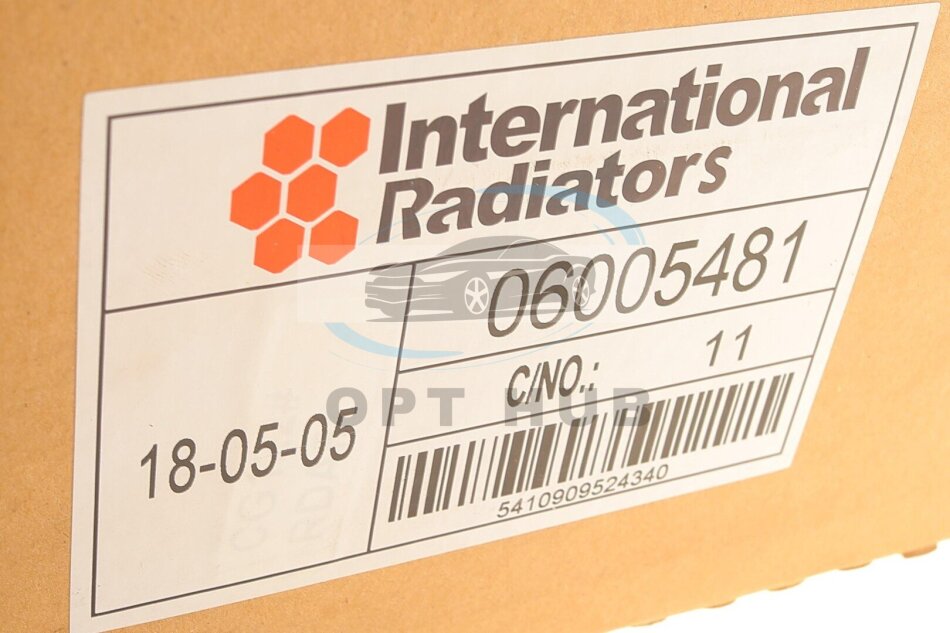 International
Radiators
06005481
C/NO.: 11
18-05-05
5410909524340
OPT HUB